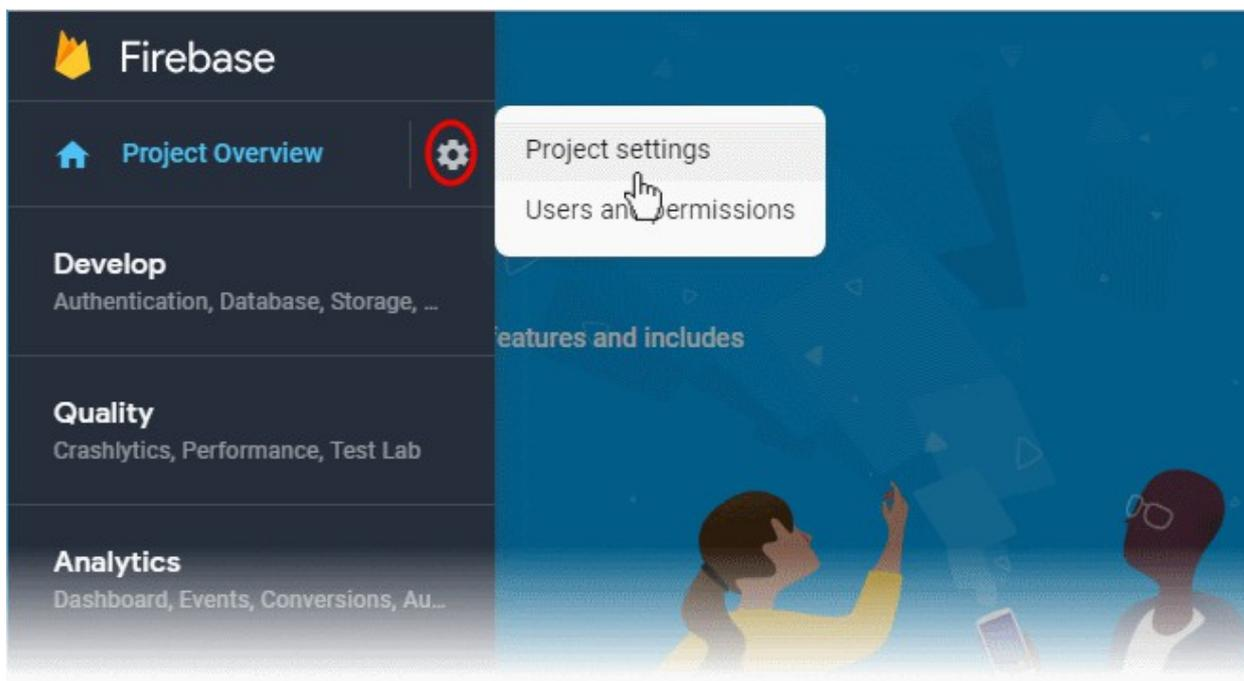 Firebase
Project Overview
Project settings
Users and permissions
Develop
Authentication, Database, Storage, ...
eatures and includes
Quality
Crashlytics, Performance, Test Lab
Analytics
Dashboard, Events, Conversions, Au...